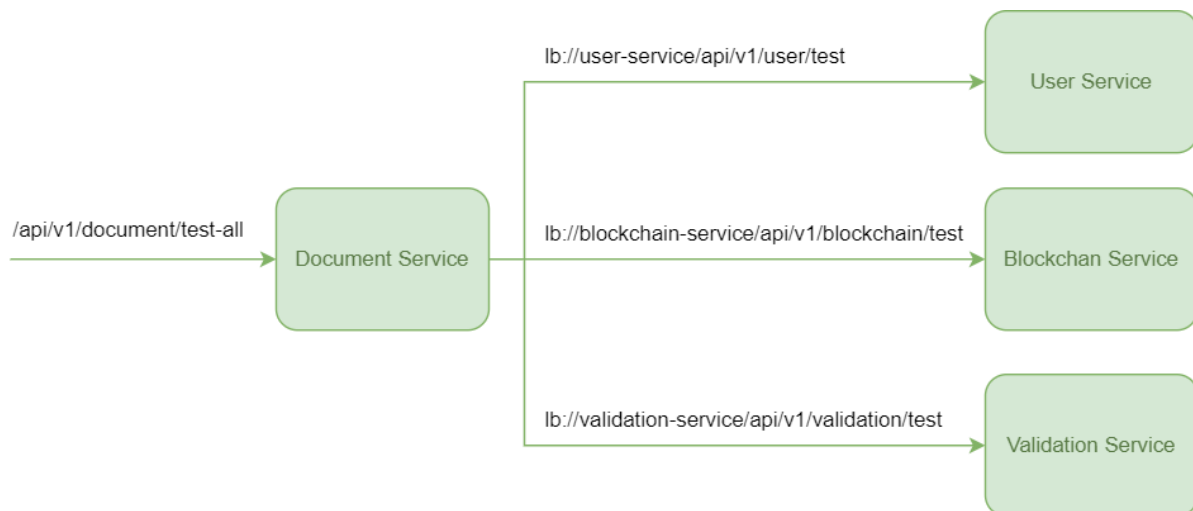 lb://user-service/api/v1/user/test
User Service
/api/v1/document/test-all
Document Service
lb://blockchain-service/api/v1/blockchain/test
Blockchan Service
lb://validation-service/api/v1/validation/test
Validation Service